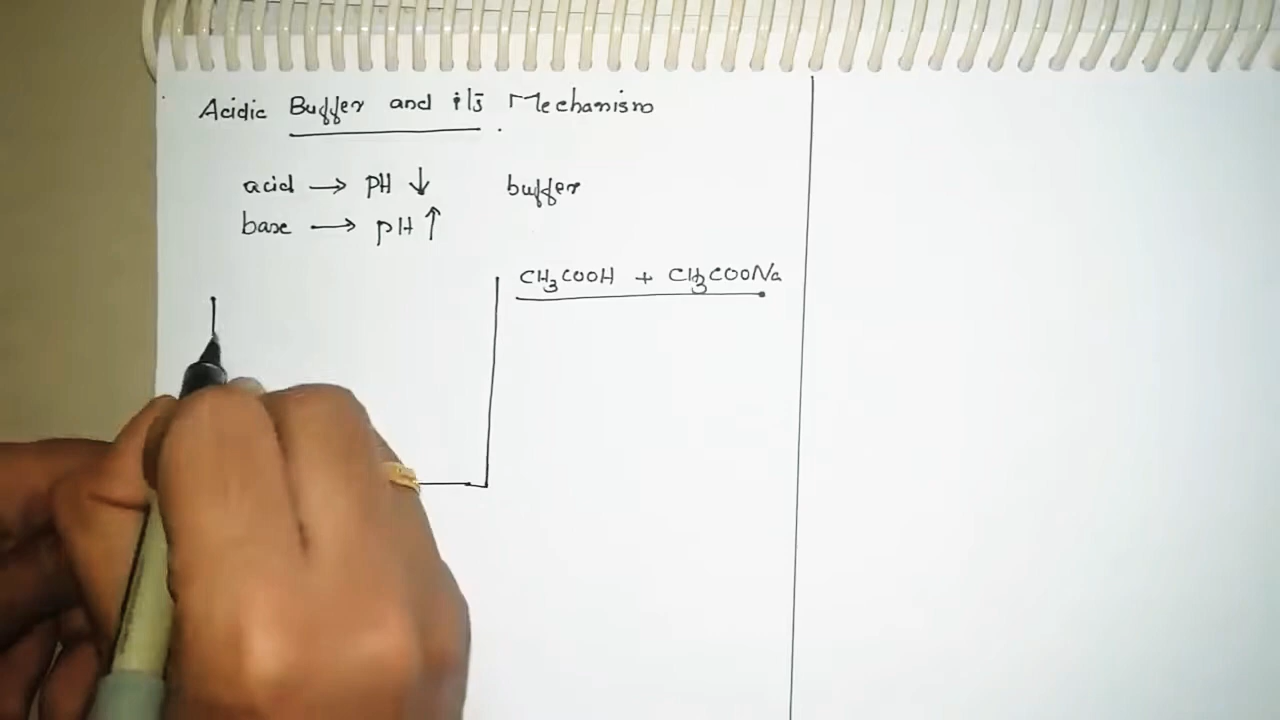 Acidic Buffer and its Mechanism
acid → pH ↓ buffer
base → pH ↑
CH₃COOH + CH₃COONa